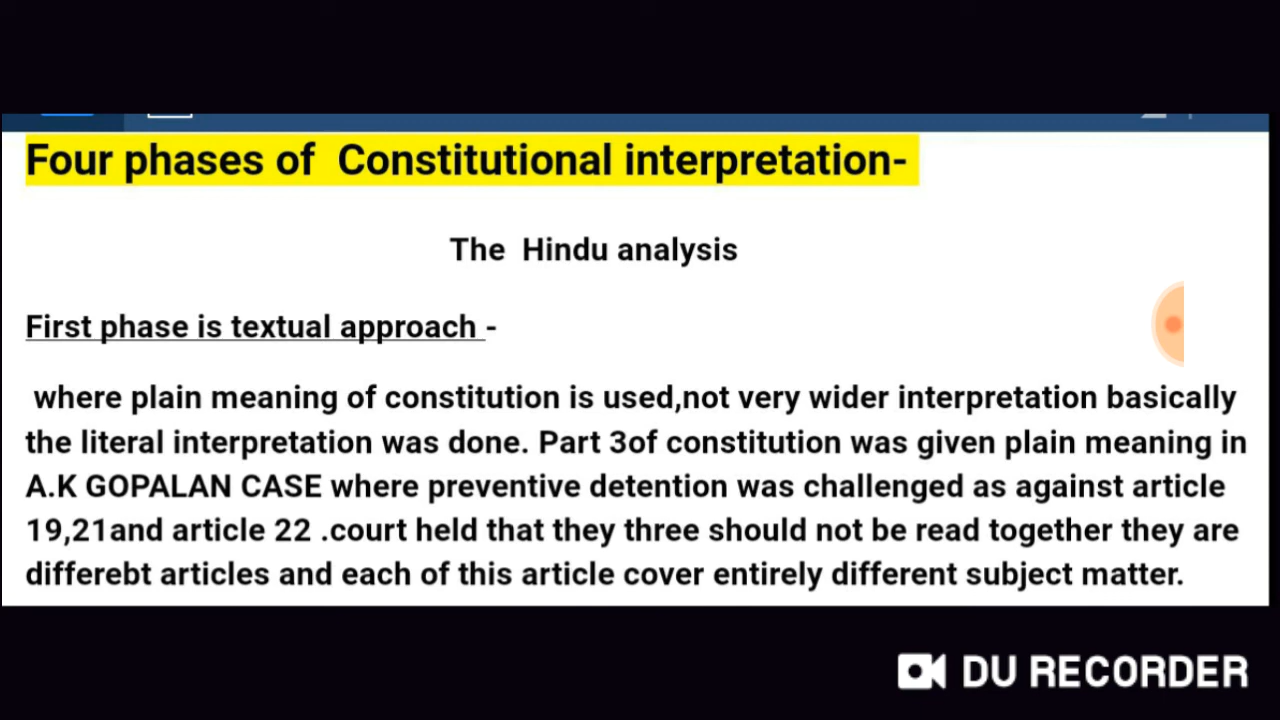 Four phases of Constitutional interpretation-
The Hindu analysis
First phase is textual approach -
where plain meaning of constitution is used,not very wider interpretation basically
the literal interpretation was done. Part 3of constitution was given plain meaning in
A.K GOPALAN CASE where preventive detention was challenged as against article
19,21and article 22 .court held that they three should not be read together they are
differebt articles and each of this article cover entirely different subject matter.
DU RECORDER